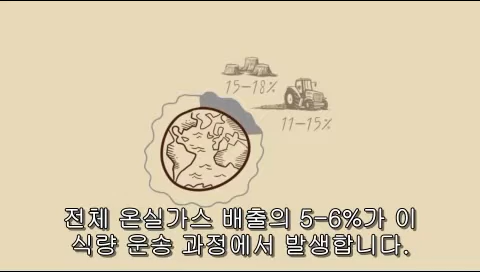 15-18%
11-15%
전체 온실가스 배출의 5-6%가 이
식량 운송 과정에서 발생합니다.